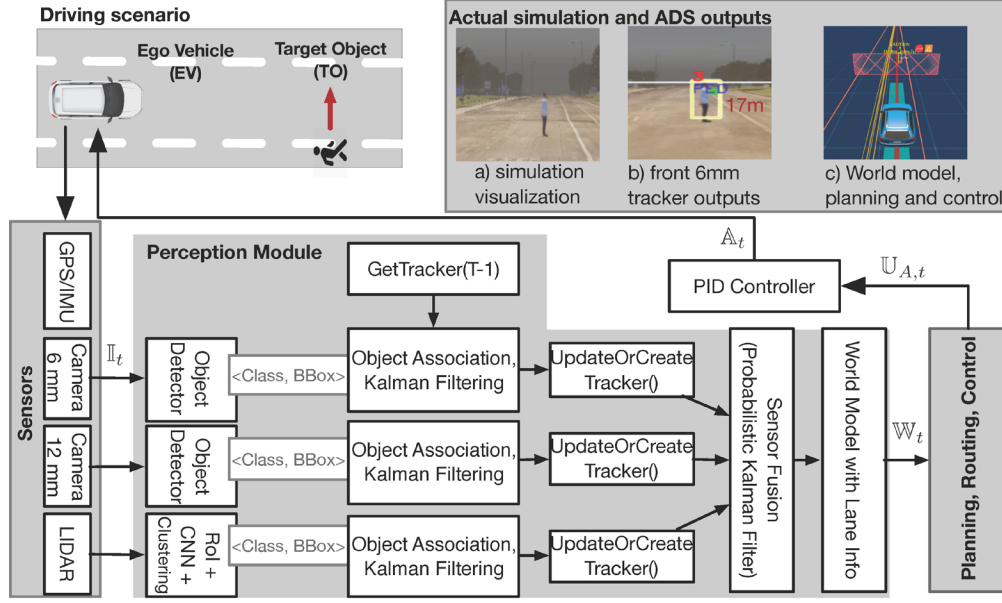 Driving scenario
Ego Vehicle
(EV)
Target Object
(TO)
Actual simulation and ADS outputs
PED
17m
a) simulation
visualization
b) front 6mm
tracker outputs
c) World model,
planning and control
𝔸t
𝕌A,t
PID Controller
Sensors
GPS/IMU
Camera
6 mm
Camera
12 mm
LIDAR
𝕀t
Perception Module
GetTracker(T-1)
Object
Detector
<Class, BBox>
Object Association,
Kalman Filtering
UpdateOrCreate
Tracker()
Object
Detector
<Class, BBox>
Object Association,
Kalman Filtering
UpdateOrCreate
Tracker()
RoI +
CNN +
Clustering
<Class, BBox>
Object Association,
Kalman Filtering
UpdateOrCreate
Tracker()
Sensor Fusion
(Probabilistic Kalman Filter)
World Model with Lane Info
𝕎t
Planning, Routing, Control